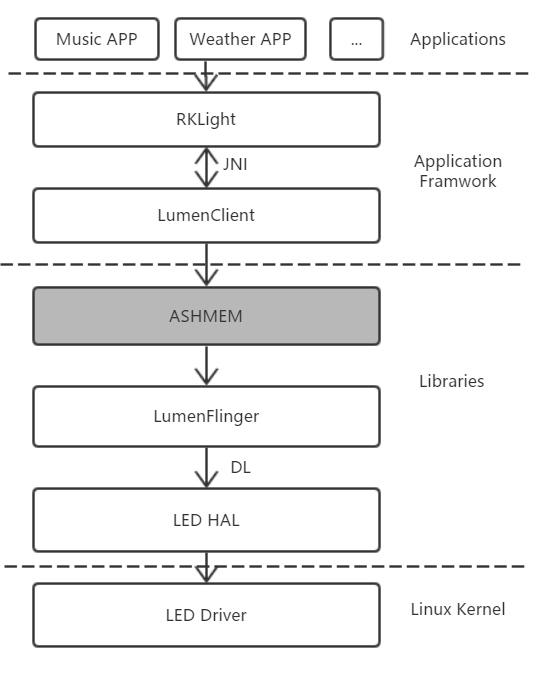 Music APP
Weather APP
...
Applications
RKLight
JNI
Application
Framwork
LumenClient
ASHMEM
Libraries
LumenFlinger
DL
LED HAL
LED Driver
Linux Kernel